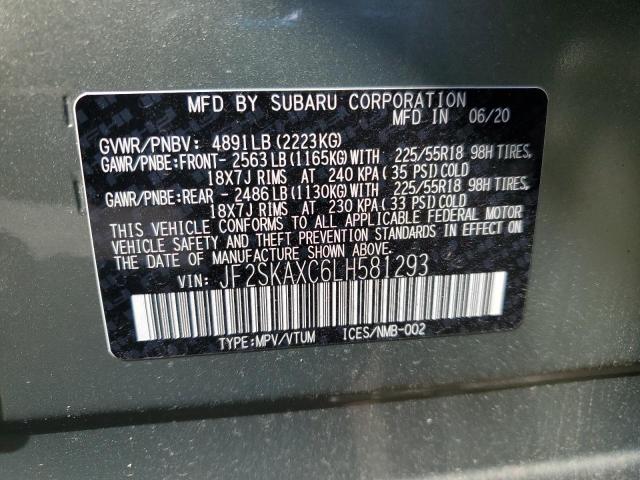 MFD BY SUBARU CORPORATION
MFD IN 06/20
GVWR/PNBV: 4891LB (2223KG)
GAWR/PNBE:FRONT- 2563LB (1165KG)WITH 225/55R18 98H TIRES,
18X7J RIMS AT 240 KPA (35 PSI) COLD
GAWR/PNBE:REAR - 2486LB (1130KG)WITH 225/55R18 98H TIRES,
18X7J RIMS AT 230 KPA (33 PSI) COLD
THIS VEHICLE CONFORMS TO ALL APPLICABLE FEDERAL MOTOR
VEHICLE SAFETY AND THEFT PREVENTION STANDARDS IN EFFECT ON
THE DATE OF MANUFACTURE SHOWN ABOVE.
VIN: JF2SKAXC6LH581293
TYPE:MPV/VTUM ICES/NMB-002